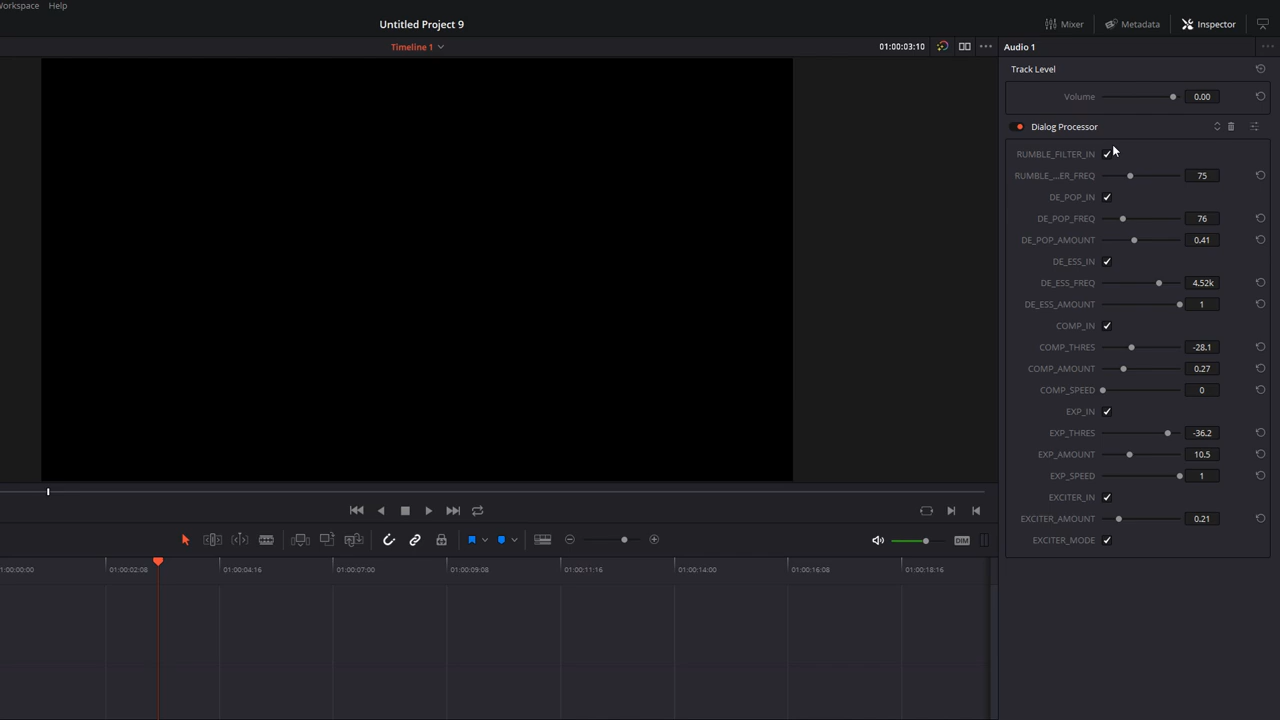 Workspace Help
Untitled Project 9
Mixer Metadata Inspector
Timeline 1 01:00:03:10 Audio 1
Track Level
Volume 0.00
Dialog Processor
RUMBLE_FILTER_IN
RUMBLE_...ER_FREQ 75
DE_POP_IN
DE_POP_FREQ 76
DE_POP_AMOUNT 0.41
DE_ESS_IN
DE_ESS_FREQ 4.52k
DE_ESS_AMOUNT 1
COMP_IN
COMP_THRES -28.1
COMP_AMOUNT 0.27
COMP_SPEED 0
EXP_IN
EXP_THRES -36.2
EXP_AMOUNT 10.5
EXP_SPEED 1
EXCITER_IN
EXCITER_AMOUNT 0.21
EXCITER_MODE
DIM
01:00:00:00 01:00:02:08 01:00:04:16 01:00:07:00 01:00:09:08 01:00:11:16 01:00:14:00 01:00:16:08 01:00:18:16